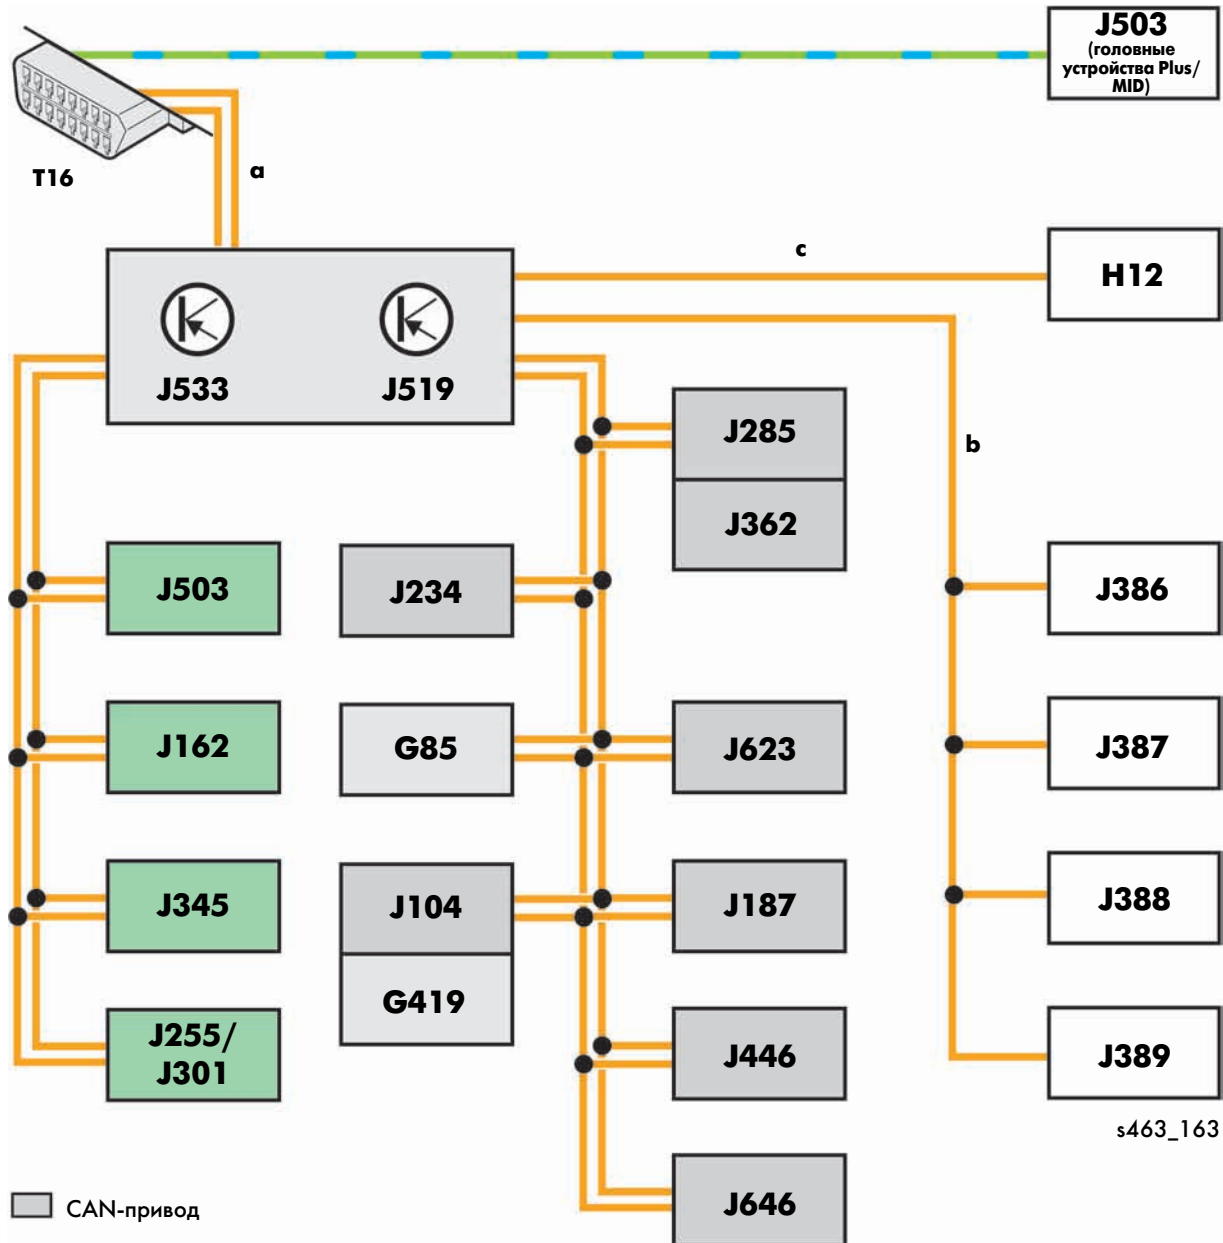 J503
(головные
устройства Plus/
MID)
T16
a
c
H12
J533
J519
b
J285
J362
J503
J234
J386
J162
G85
J623
J387
J345
J104
J187
J388
G419
J255/
J301
J446
J389
s463_163
J646
CAN-привод